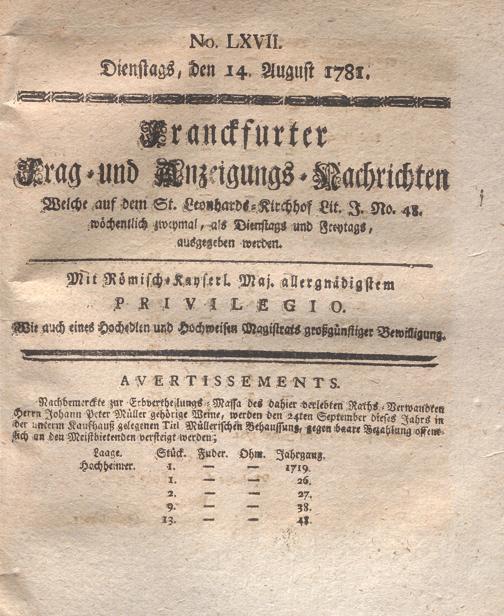 No. LXVII.
Dienstags, den 14. August 1781.
Franckfurter
Frag-und Anzeigungs-Nachrichten
Welche auf dem St. Leonhards-Kirchhof Lit. J. No. 48.
wöchentlich zweymal, als Dienstags und Freytags,
ausgegeben werden.
Mit Römisch-Kayserl. Maj. allergnädigstem
PRIVILEGIO.
Wie auch eines Hochedlen und Hochweisen Magistrats großgünstiger Bewilligung.
AVERTISSEMENTS.
Nachbemerckte zur Erbvertheilungs-Massa des dahier verlebten Raths-Verwandten
Herrn Johann Peter Müller gehörige Weine, werden den 24ten September dieses Jahrs in
der unterm Kaufhauß gelegenen Titl Müllerischen Behaussung, gegen baare Bezahlung offent-
lich an den Meistbietenden versteigt werden;
Laage. Stück. Fuder. Ohm. Jahrgang.
Hochheimer. 1. — — 1719.
1. — — 26.
2. — — 27.
9. — — 38.
13. — — 48.